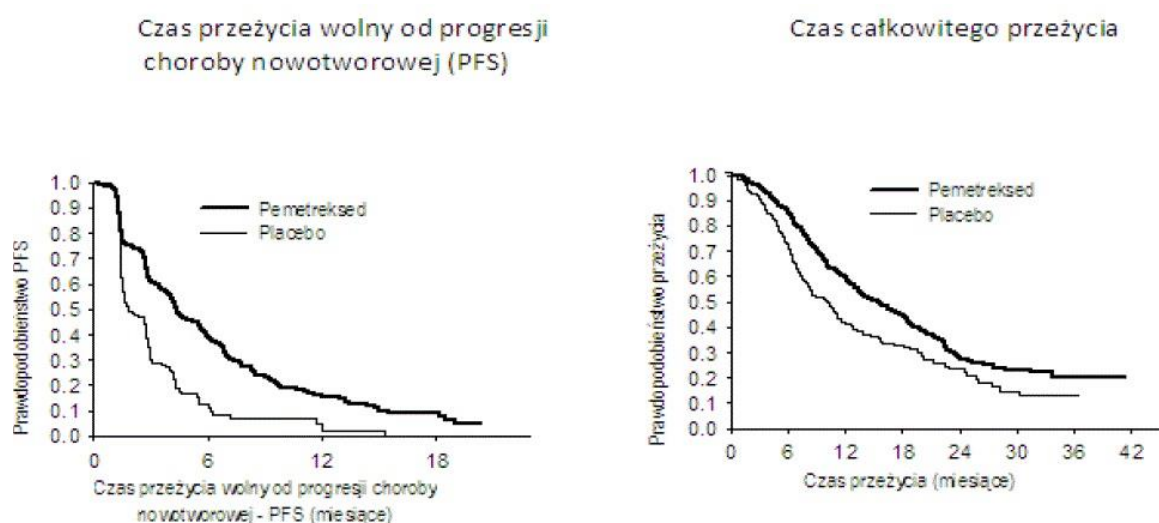 Czas przeżycia wolny od progresji
choroby nowotworowej (PFS)
Prawdopodobieństwo PFS
1.0
0.9
0.8
0.7
0.6
0.5
0.4
0.3
0.2
0.1
0.0
Pemetreksed
Placebo
0 6 12 18
Czas przeżycia wolny od progresji choroby
nowotworowej - PFS (miesiące)
Czas całkowitego przeżycia
Prawdopodobieństwo przeżycia
1.0
0.9
0.8
0.7
0.6
0.5
0.4
0.3
0.2
0.1
0.0
Pemetreksed
Placebo
0 6 12 18 24 30 36 42
Czas przeżycia (miesiące)